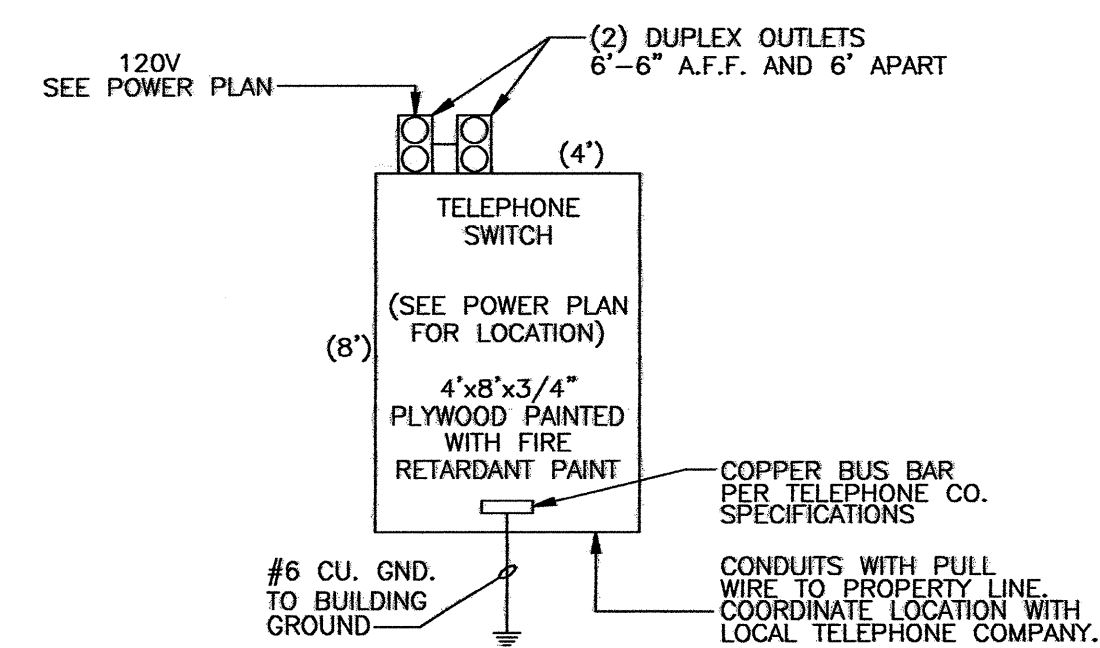 (2) DUPLEX OUTLETS
6'-6" A.F.F. AND 6' APART
120V
SEE POWER PLAN
(4')
TELEPHONE
SWITCH
(SEE POWER PLAN
FOR LOCATION)
(8')
4'x8'x3/4"
PLYWOOD PAINTED
WITH FIRE
RETARDANT PAINT
COPPER BUS BAR
PER TELEPHONE CO.
SPECIFICATIONS
#6 CU. GND.
TO BUILDING
GROUND
CONDUITS WITH PULL
WIRE TO PROPERTY LINE.
COORDINATE LOCATION WITH
LOCAL TELEPHONE COMPANY.